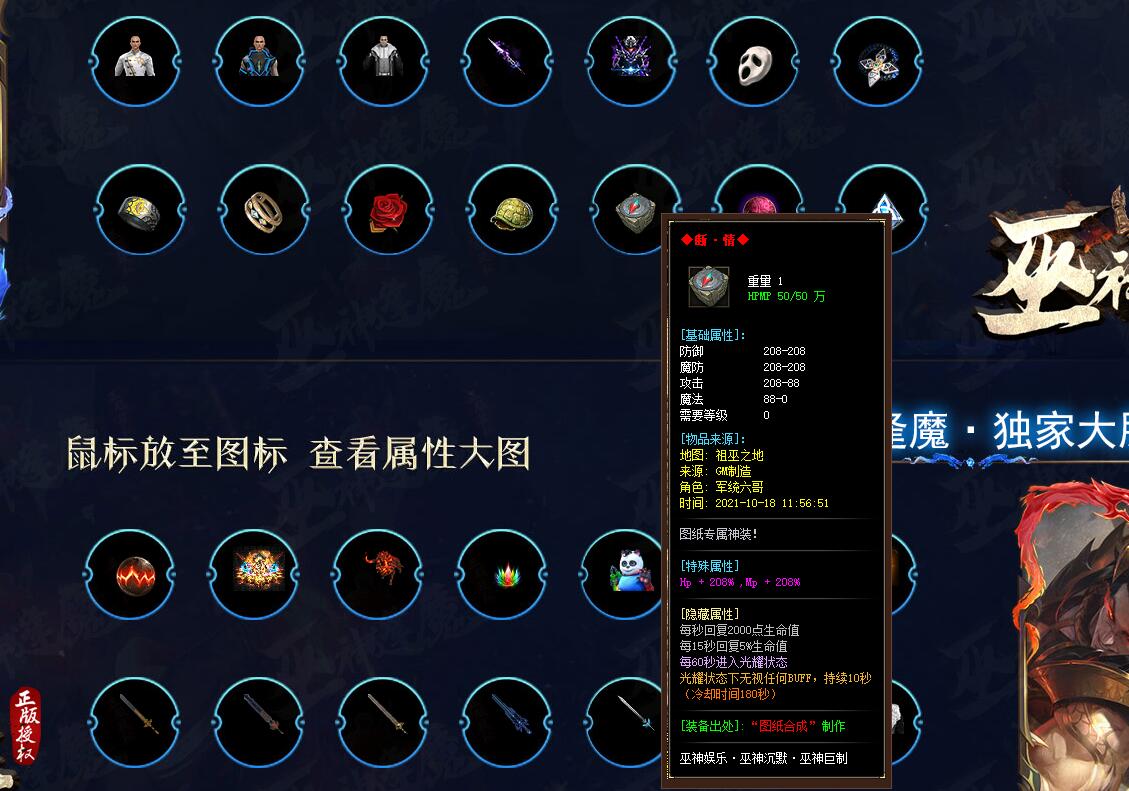 ◆斷·情◆
重量 1
HPMP 50/50 万
[基础属性]:
防御 208-208
魔防 208-208
攻击 208-88
魔法 88-0
需要等级 0
[物品来源]:
地图: 祖巫之地
来源: GM制造
角色: 军统六哥
时间: 2021-10-18 11:56:51
图纸专属神装!
[特殊属性]
Hp + 208% ,Mp + 208%
[隐藏属性]
每秒回复2000点生命值
每15秒回复5%生命值
每60秒进入光耀状态
光耀状态下无视任何BUFF，持续10秒
（冷却时间180秒）
[装备出处]:“图纸合成”制作
巫神娱乐·巫神沉默·巫神巨制
巫神
鼠标放至图标 查看属性大图
逢魔·独家大
正版授权